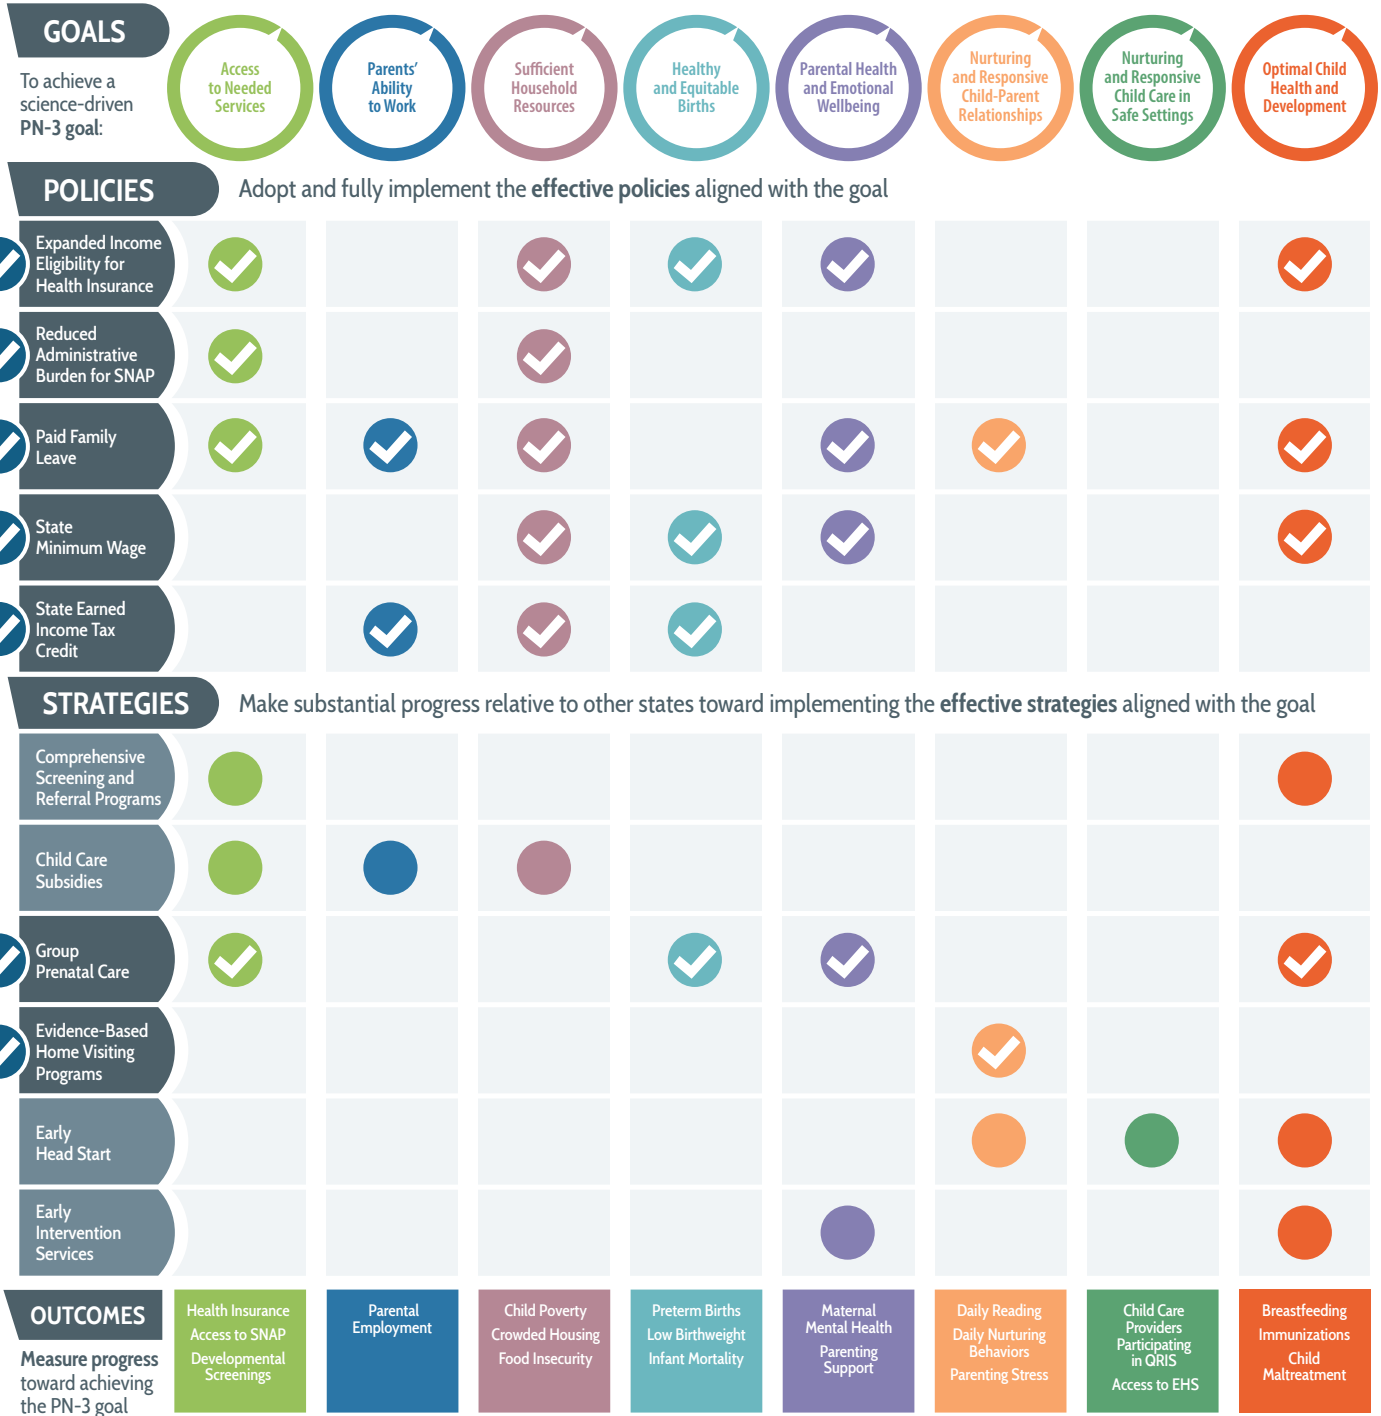 GOALS
To achieve a
science-driven
PN-3 goal:
Access
to Needed
Services
Parents'
Ability
to Work
Sufficient
Household
Resources
Healthy
and Equitable
Births
Parental Health
and Emotional
Wellbeing
Nurturing
and Responsive
Child-Parent
Relationships
Nurturing
and Responsive
Child Care in
Safe Settings
Optimal Child
Health and
Development
POLICIES
Adopt and fully implement the effective policies aligned with the goal
Expanded Income
Eligibility for
Health Insurance
Reduced
Administrative
Burden for SNAP
Paid Family
Leave
State
Minimum Wage
State Earned
Income Tax
Credit
STRATEGIES
Make substantial progress relative to other states toward implementing the effective strategies aligned with the goal
Comprehensive
Screening and
Referral Programs
Child Care
Subsidies
Group
Prenatal Care
Evidence-Based
Home Visiting
Programs
Early
Head Start
Early
Intervention
Services
OUTCOMES
Measure progress
toward achieving
the PN-3 goal
Health Insurance
Access to SNAP
Developmental
Screenings
Parental
Employment
Child Poverty
Crowded Housing
Food Insecurity
Preterm Births
Low Birthweight
Infant Mortality
Maternal
Mental Health
Parenting
Support
Daily Reading
Daily Nurturing
Behaviors
Parenting Stress
Child Care
Providers
Participating
in QRIS
Access to EHS
Breastfeeding
Immunizations
Child
Maltreatment